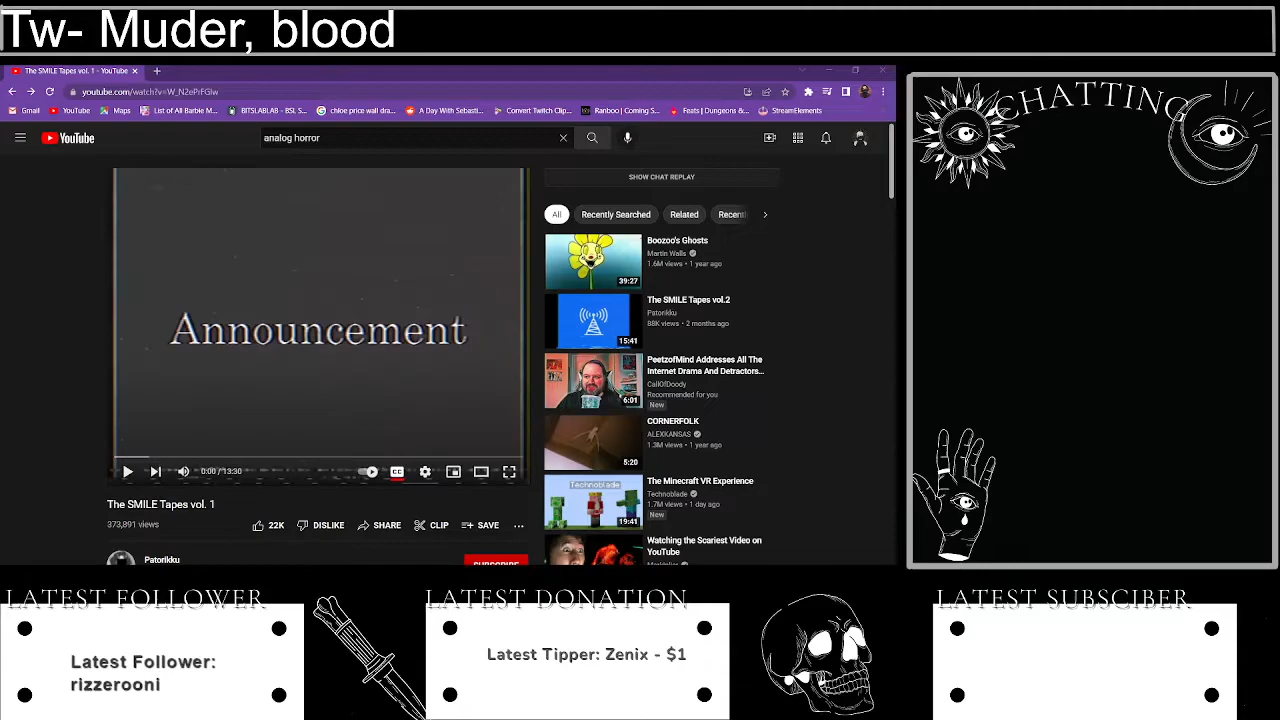 Tw- Muder, blood
The SMILE Tapes vol. 1 - YouTube
youtube.com/watch?v=W_N2ePrFGlw
Gmail
YouTube
Maps
List of All Barbie M...
BITSLABLAB - BSL S...
chloe price wall dra...
A Day With Sebasti...
Convert Twitch Clip...
Ranboo | Coming S...
Feats | Dungeons &...
StreamElements
CHATTING
YouTube
analog horror
Announcement
0:00 / 13:30
CC
SHOW CHAT REPLAY
All
Recently Searched
Related
Recent
Boozoo's Ghosts
Martin Walls
1.6M views • 1 year ago
39:27
The SMILE Tapes vol.2
Patorikku
88K views • 2 months ago
15:41
PeetzofMind Addresses All The
Internet Drama And Detractors...
CallOfDoody
Recommended for you
New
6:01
CORNERFOLK
ALEXKANSAS
1.3M views • 1 year ago
5:20
The Minecraft VR Experience
Technoblade
1.7M views • 1 day ago
New
Technoblade
19:41
Watching the Scariest Video on
YouTube
The SMILE Tapes vol. 1
373,891 views
22K
DISLIKE
SHARE
CLIP
SAVE
Patorikku
SUBSCRIBE
LATEST FOLLOWER
Latest Follower:
rizzerooni
LATEST DONATION
Latest Tipper: Zenix - $1
LATEST SUBSCIBER